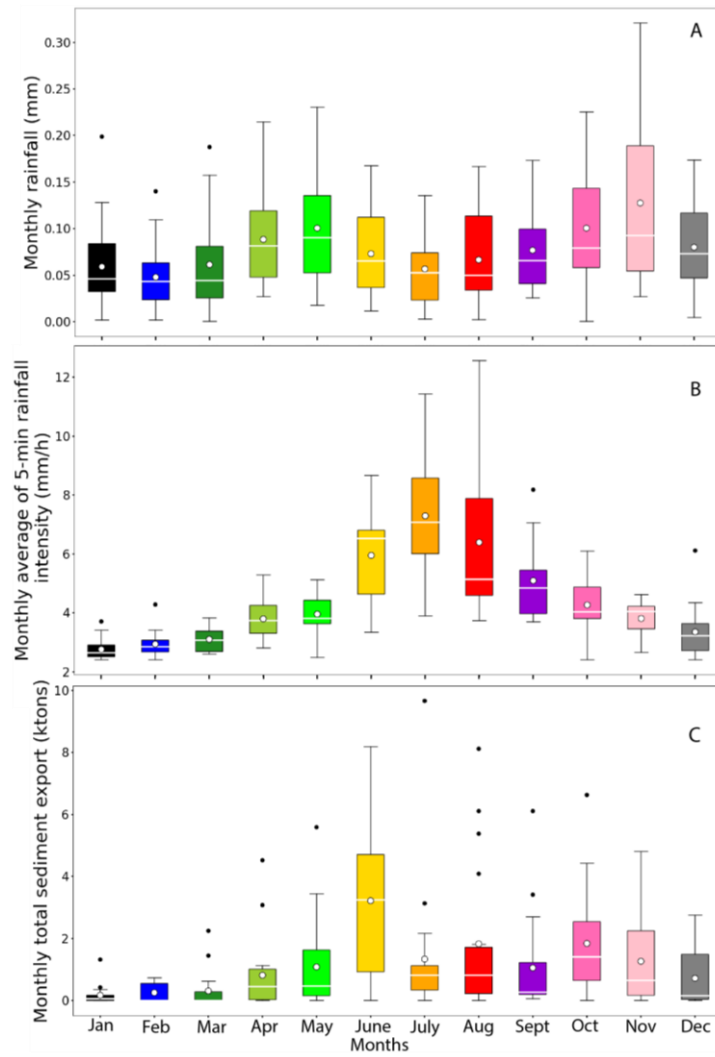 A
Monthly rainfall (mm)
0.30
0.25
0.20
0.15
0.10
0.05
0.00
B
Monthly average of 5-min rainfall
intensity (mm/h)
12
10
8
6
4
2
C
Monthly total sediment export (ktons)
10
8
6
4
2
0
Jan Feb Mar Apr May June July Aug Sept Oct Nov Dec
Months